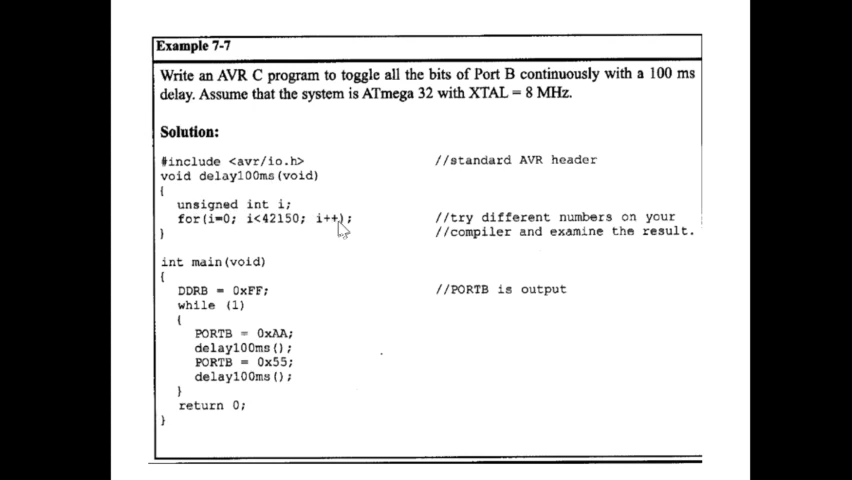 Example 7-7
Write an AVR C program to toggle all the bits of Port B continuously with a 100 ms
delay. Assume that the system is ATmega 32 with XTAL = 8 MHz.
Solution:
#include <avr/io.h> //standard AVR header
void delay100ms(void)
{
unsigned int i;
for(i=0; i<42150; i++); //try different numbers on your
} //compiler and examine the result.
int main(void)
{
DDRB = 0xFF; //PORTB is output
while (1)
{
PORTB = 0xAA;
delay100ms();
PORTB = 0x55;
delay100ms();
}
return 0;
}